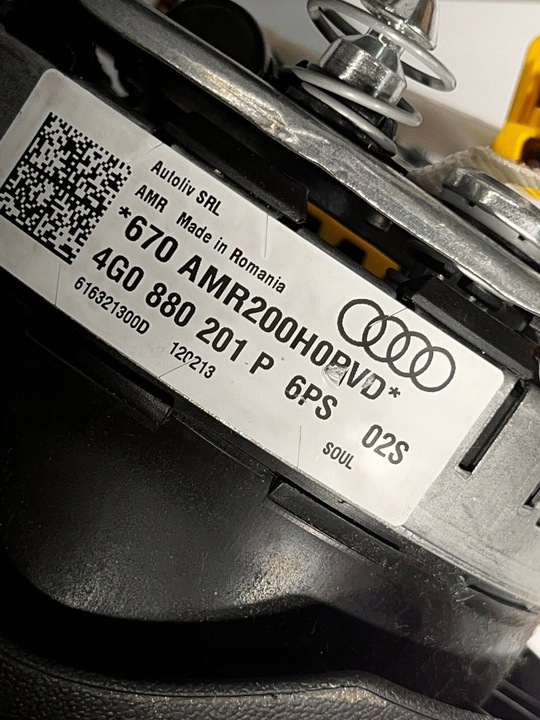 Autoliv SRL
AMR Made in Romania
*670 AMR200H0PVD*
4G0 880 201 P 6PS 02S
616321300D 120213 SOUL